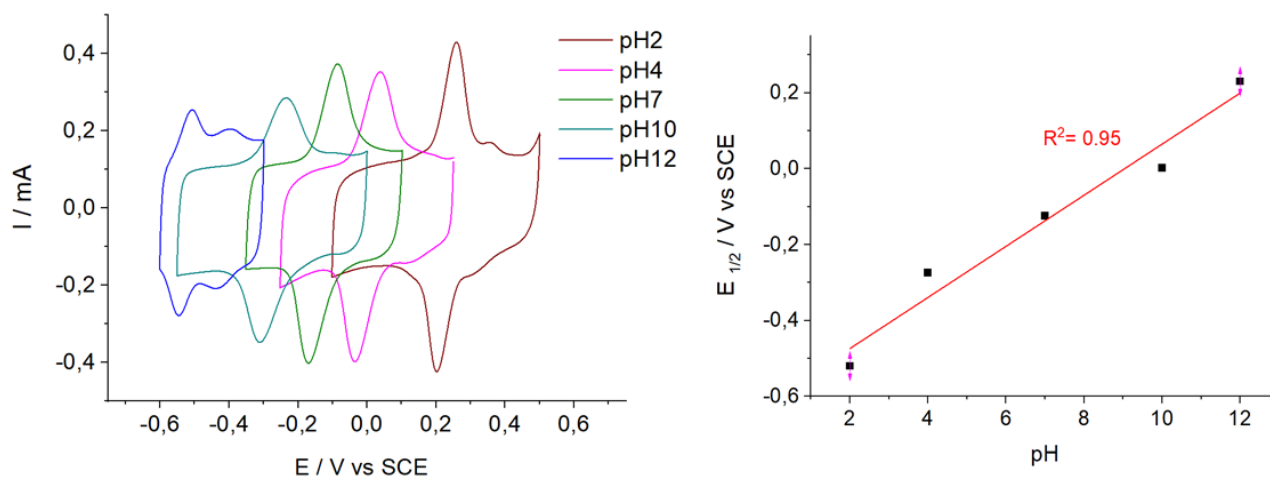 0,4
0,2
0,0
-0,2
-0,4
I / mA
-0,6
-0,4
-0,2
0,0
0,2
0,4
0,6
E / V vs SCE
pH2
pH4
pH7
pH10
pH12
0,2
0,0
-0,2
-0,4
-0,6
E 1/2 / V vs SCE
R2= 0.95
2
4
6
8
10
12
pH